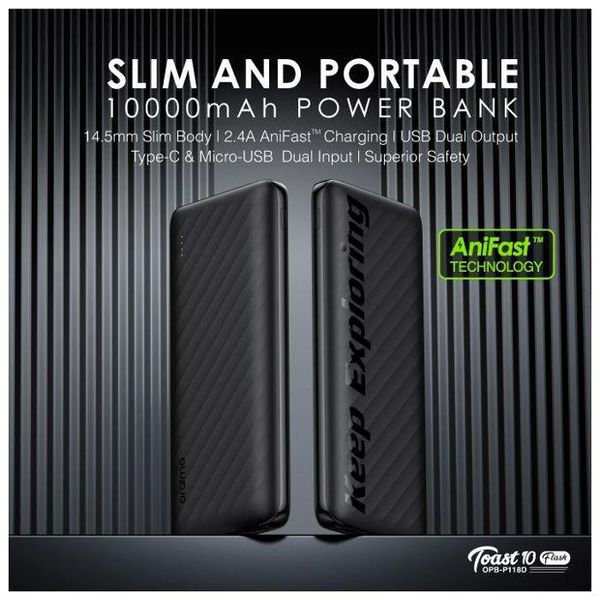 SLIM AND PORTABLE
10000mAh POWER BANK
14.5mm Slim Body | 2.4A AniFast™ Charging | USB Dual Output
Type-C & Micro-USB Dual Input | Superior Safety
AniFast™
TECHNOLOGY
oraimo
Keep Exploring
Toast 10 Flash
OPB-P118D